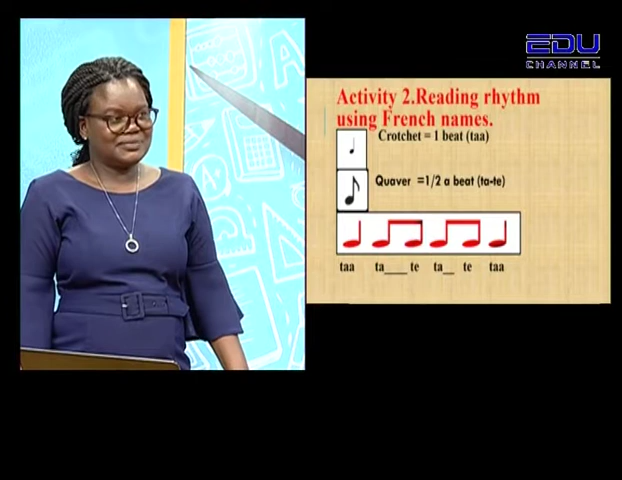 EDU
CHANNEL
Activity 2.Reading rhythm
using French names.
Crotchet = 1 beat (taa)
Quaver =1/2 a beat (ta-te)
taa ta____ te ta__ te taa